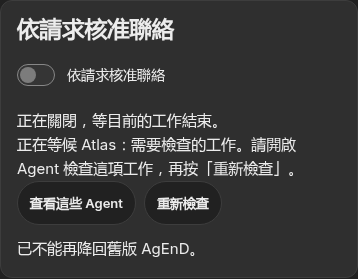 依請求核准聯絡
依請求核准聯絡
正在關閉，等目前的工作結束。
正在等候 Atlas：需要檢查的工作。請開啟
Agent 檢查這項工作，再按「重新檢查」。
查看這些 Agent
重新檢查
已不能再降回舊版 AgEnD。